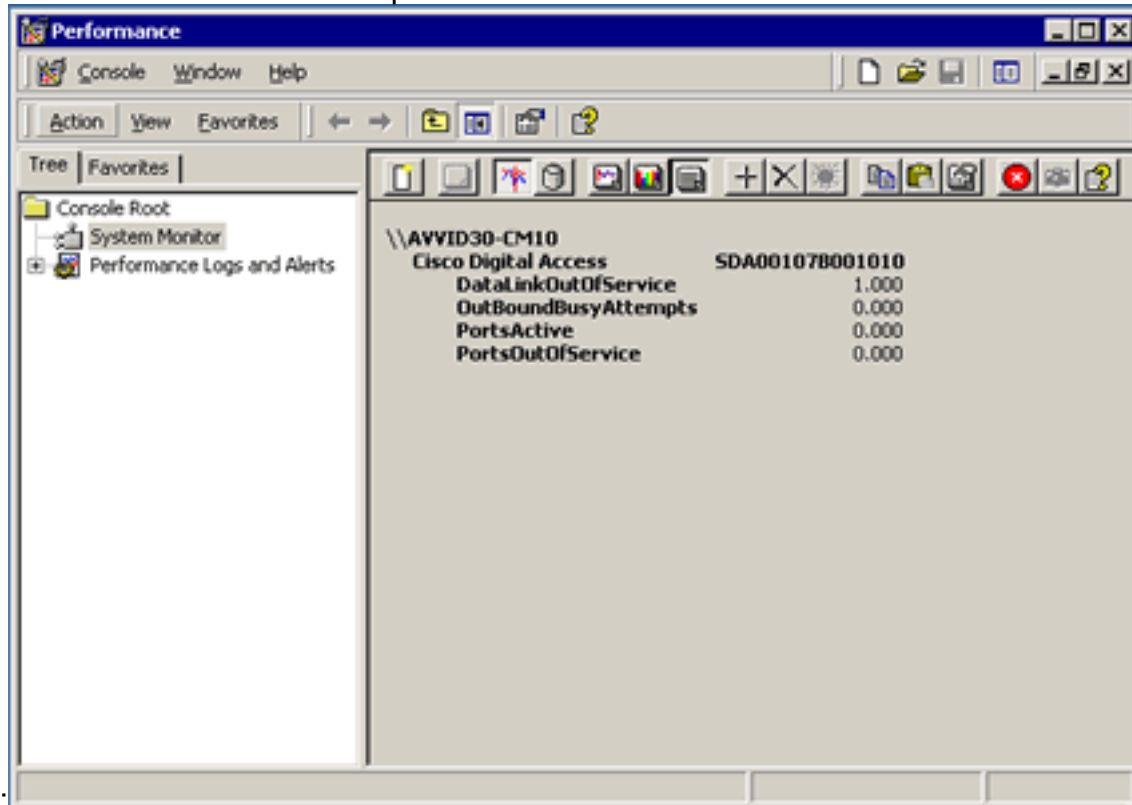 Performance
Console Window Help
Action View Favorites
Tree Favorites
Console Root
System Monitor
Performance Logs and Alerts
\\AVVID30-CM10
Cisco Digital Access SDA001078001010
DataLinkOutOfService 1.000
OutBoundBusyAttempts 0.000
PortsActive 0.000
PortsOutOfService 0.000
.